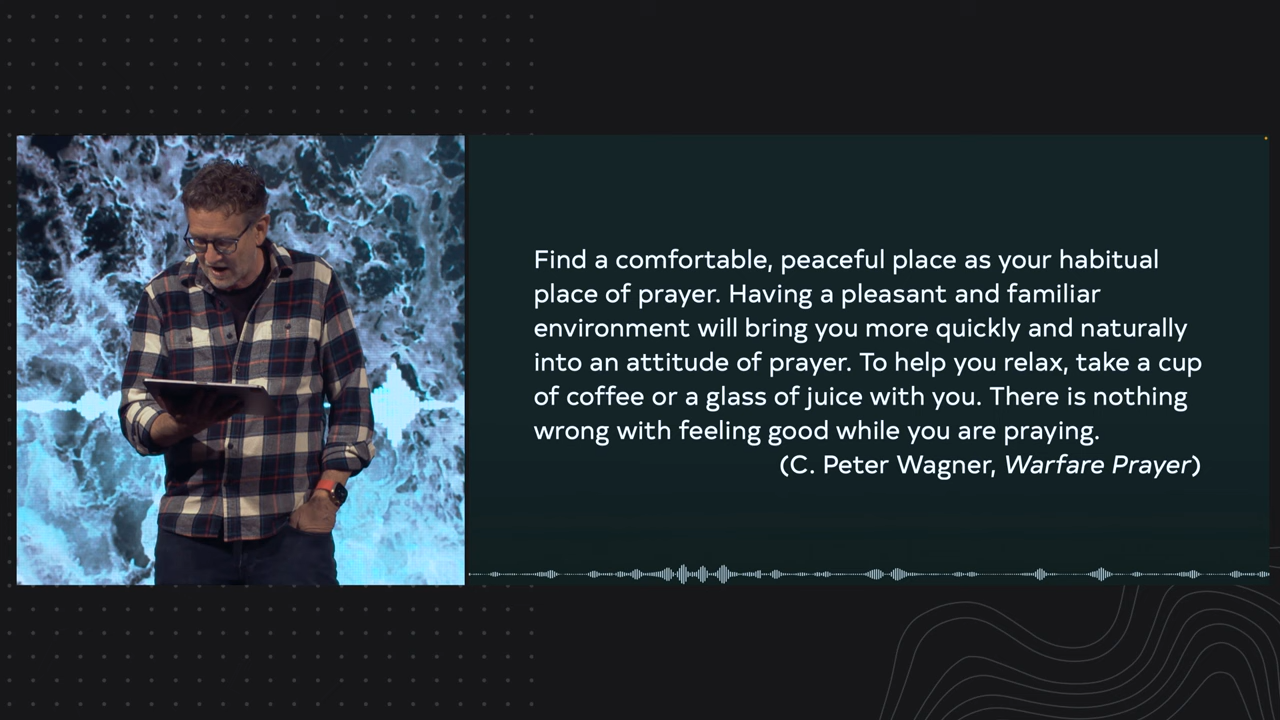 Find a comfortable, peaceful place as your habitual
place of prayer. Having a pleasant and familiar
environment will bring you more quickly and naturally
into an attitude of prayer. To help you relax, take a cup
of coffee or a glass of juice with you. There is nothing
wrong with feeling good while you are praying.
(C. Peter Wagner, Warfare Prayer)